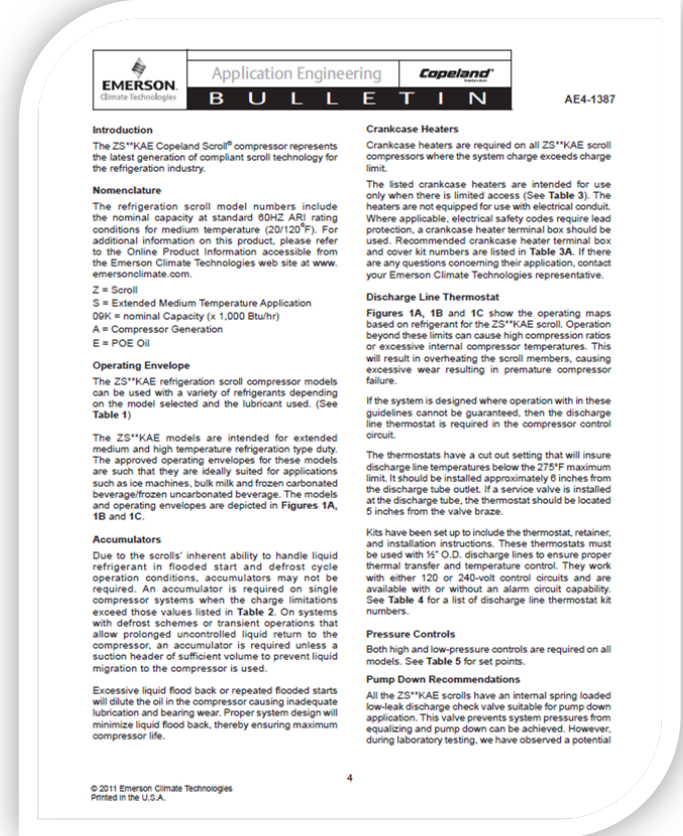 EMERSON.
Climate Technologies
Application Engineering
Copeland®
B U L L E T I N
AE4-1387
Introduction
The ZS**KAE Copeland Scroll® compressor represents
the latest generation of compliant scroll technology for
the refrigeration industry.
Nomenclature
The refrigeration scroll model numbers include
the nominal capacity at standard 60HZ ARI rating
conditions for medium temperature (20/120°F). For
additional information on this product, please refer
to the Online Product Information accessible from
the Emerson Climate Technologies web site at www.
emersonclimate.com.
Z = Scroll
S = Extended Medium Temperature Application
09K = nominal Capacity (x 1,000 Btu/hr)
A = Compressor Generation
E = POE Oil
Operating Envelope
The ZS**KAE refrigeration scroll compressor models
can be used with a variety of refrigerants depending
on the model selected and the lubricant used. (See
Table 1)
The ZS**KAE models are intended for extended
medium and high temperature refrigeration type duty.
The approved operating envelopes for these models
are such that they are ideally suited for applications
such as ice machines, bulk milk and frozen carbonated
beverage/frozen uncarbonated beverage. The models
and operating envelopes are depicted in Figures 1A,
1B and 1C.
Accumulators
Due to the scrolls' inherent ability to handle liquid
refrigerant in flooded start and defrost cycle
operation conditions, accumulators may not be
required. An accumulator is required on single
compressor systems when the charge limitations
exceed those values listed in Table 2. On systems
with defrost schemes or transient operations that
allow prolonged uncontrolled liquid return to the
compressor, an accumulator is required unless a
suction header of sufficient volume to prevent liquid
migration to the compressor is used.
Excessive liquid flood back or repeated flooded starts
will dilute the oil in the compressor causing inadequate
lubrication and bearing wear. Proper system design will
minimize liquid flood back, thereby ensuring maximum
compressor life.
Crankcase Heaters
Crankcase heaters are required on all ZS**KAE scroll
compressors where the system charge exceeds charge
limit.
The listed crankcase heaters are intended for use
only when there is limited access (See Table 3). The
heaters are not equipped for use with electrical conduit.
Where applicable, electrical safety codes require lead
protection, a crankcase heater terminal box should be
used. Recommended crankcase heater terminal box
and cover kit numbers are listed in Table 3A. If there
are any questions concerning their application, contact
your Emerson Climate Technologies representative.
Discharge Line Thermostat
Figures 1A, 1B and 1C show the operating maps
based on refrigerant for the ZS**KAE scroll. Operation
beyond these limits can cause high compression ratios
or excessive internal compressor temperatures. This
will result in overheating the scroll members, causing
excessive wear resulting in premature compressor
failure.
If the system is designed where operation with in these
guidelines cannot be guaranteed, then the discharge
line thermostat is required in the compressor control
circuit.
The thermostats have a cut out setting that will insure
discharge line temperatures below the 275°F maximum
limit. It should be installed approximately 6 inches from
the discharge tube outlet. If a service valve is installed
at the discharge tube, the thermostat should be located
5 inches from the valve braze.
Kits have been set up to include the thermostat, retainer,
and installation instructions. These thermostats must
be used with ½" O.D. discharge lines to ensure proper
thermal transfer and temperature control. They work
with either 120 or 240-volt control circuits and are
available with or without an alarm circuit capability.
See Table 4 for a list of discharge line thermostat kit
numbers.
Pressure Controls
Both high and low-pressure controls are required on all
models. See Table 5 for set points.
Pump Down Recommendations
All the ZS**KAE scrolls have an internal spring loaded
low-leak discharge check valve suitable for pump down
application. This valve prevents system pressures from
equalizing and pump down can be achieved. However,
during laboratory testing, we have observed a potential
4
© 2011 Emerson Climate Technologies
Printed in the U.S.A.